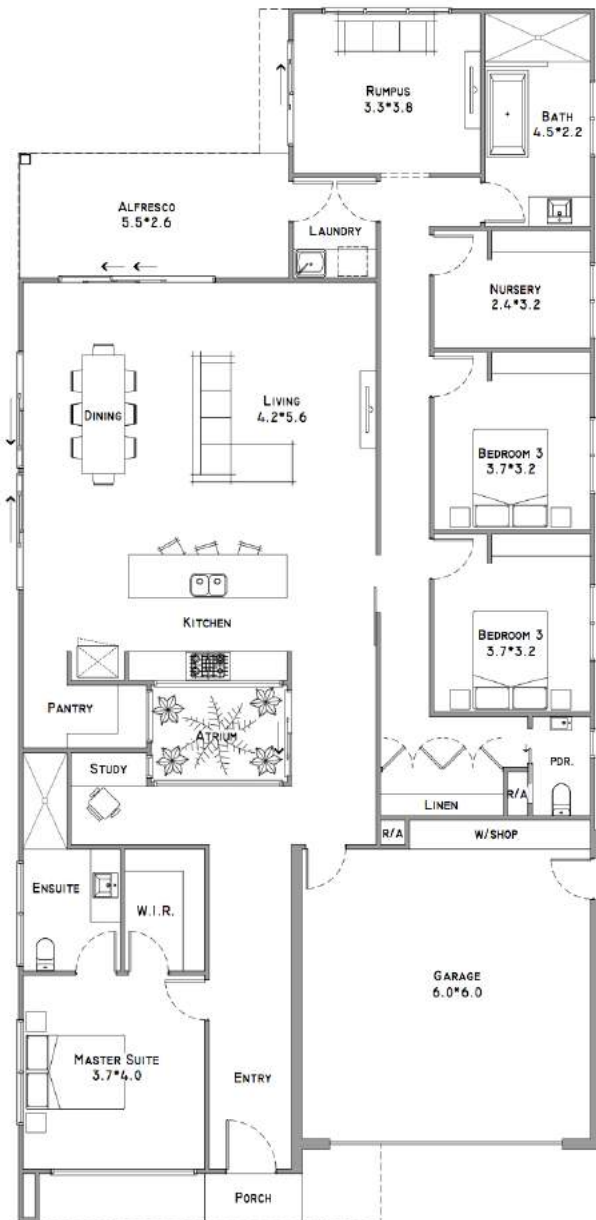 RUMPUS
3.3*3.8
BATH
4.5*2.2
ALFRESCO
5.5*2.6
LAUNDRY
NURSERY
2.4*3.2
DINING
LIVING
4.2*5.6
BEDROOM 3
3.7*3.2
KITCHEN
BEDROOM 3
3.7*3.2
PANTRY
ATRIUM
STUDY
PDR.
LINEN
R/A
R/A
W/SHOP
ENSUITE
W.I.R.
GARAGE
6.0*6.0
MASTER SUITE
3.7*4.0
ENTRY
PORCH